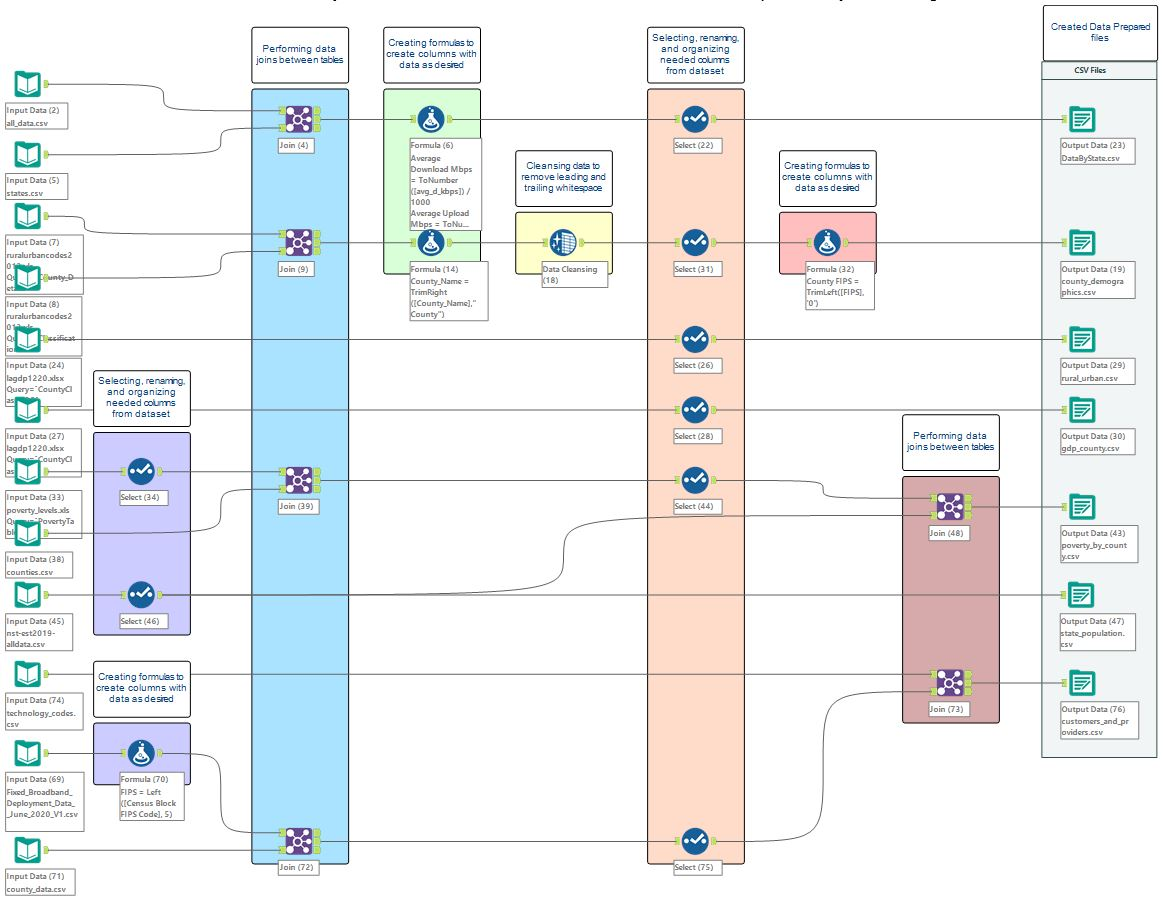 Performing data
joins between tables
Creating formulas to
create columns with
data as desired
Selecting, renaming,
and organizing
needed columns
from dataset
Created Data Prepared
files
CSV Files
Input Data (2)
all_data.csv
Input Data (5)
states.csv
Join (4)
Formula (6)
Average
Download Mbps
= ToNumber
([avg_d_kbps]) /
1000
Average Upload
Mbps = ToNu...
Select (22)
Output Data (23)
DataByState.csv
Cleansing data to
remove leading and
trailing whitespace
Creating formulas to
create columns with
data as desired
Input Data (7)
ruralurbancodes2
Input Data (8)
ruralurbancodes2
Join (9)
Formula (14)
County_Name =
TrimRight
([County_Name],"
County")
Data Cleansing
(18)
Select (31)
Formula (32)
County FIPS =
TrimLeft([FIPS],
'0')
Output Data (19)
county_demogra
phics.csv
Input Data (24)
lagdp1220.xlsx
Query=`CountyCl
Select (26)
Output Data (29)
rural_urban.csv
Input Data (27)
lagdp1220.xlsx
Select (28)
Output Data (30)
gdp_county.csv
Selecting, renaming,
and organizing
needed columns
from dataset
Performing data
joins between tables
Input Data (33)
poverty_levels.xls
Select (34)
Join (39)
Select (44)
Join (48)
Output Data (43)
poverty_by_count
y.csv
Input Data (38)
counties.csv
Input Data (45)
nst-est2019-
alldata.csv
Select (46)
Output Data (47)
state_population.
csv
Creating formulas to
create columns with
data as desired
Input Data (74)
technology_codes.
csv
Join (73)
Output Data (76)
customers_and_pr
oviders.csv
Input Data (69)
Fixed_Broadband_
Deployment_Data_
_June_2020_V1.csv
Formula (70)
FIPS = Left
([Census Block
FIPS Code], 5)
Input Data (71)
county_data.csv
Join (72)
Select (75)